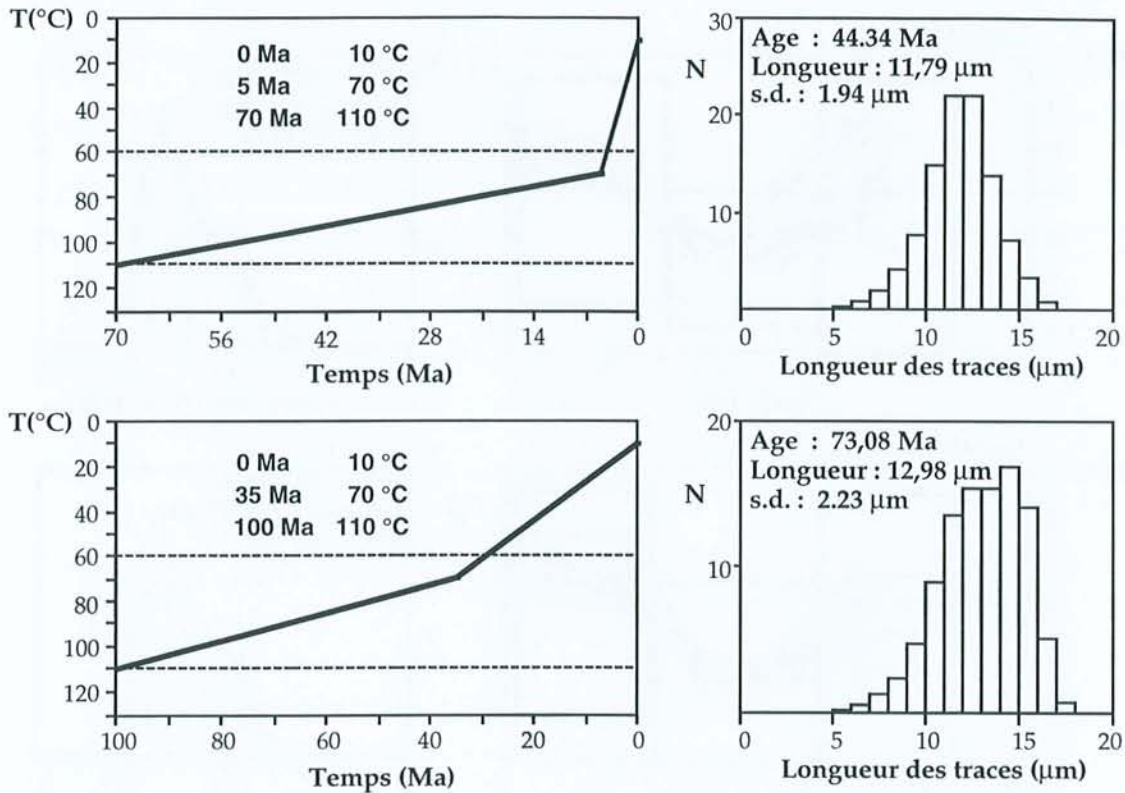 T(°C)
0
20
40
60
80
100
120
0 Ma 10 °C
5 Ma 70 °C
70 Ma 110 °C
70 56 42 28 14 0
Temps (Ma)
30
20
10
N
Age : 44.34 Ma
Longueur : 11,79 µm
s.d. : 1.94 µm
0 5 10 15 20
Longueur des traces (µm)
T(°C)
0
20
40
60
80
100
120
0 Ma 10 °C
35 Ma 70 °C
100 Ma 110 °C
100 80 60 40 20 0
Temps (Ma)
20
10
N
Age : 73,08 Ma
Longueur : 12,98 µm
s.d. : 2.23 µm
0 5 10 15 20
Longueur des traces (µm)